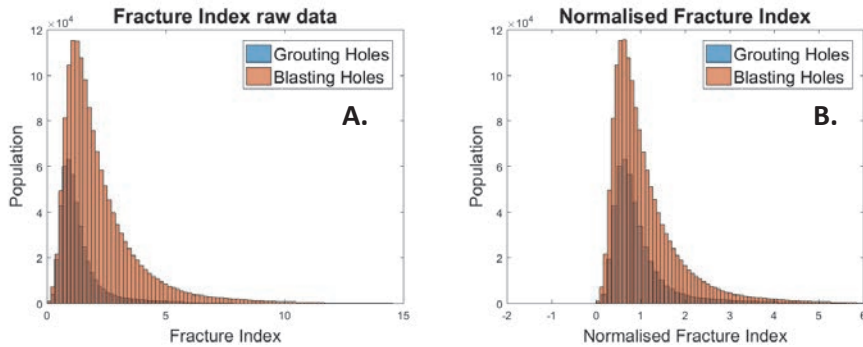 Fracture Index raw data
×10⁴
12
10
8
6
4
2
0
0 5 10 15
Population
Fracture Index
Grouting Holes
Blasting Holes
A.
Normalised Fracture Index
×10⁴
12
10
8
6
4
2
0
-2 -1 0 1 2 3 4 5 6
Population
Normalised Fracture Index
Grouting Holes
Blasting Holes
B.